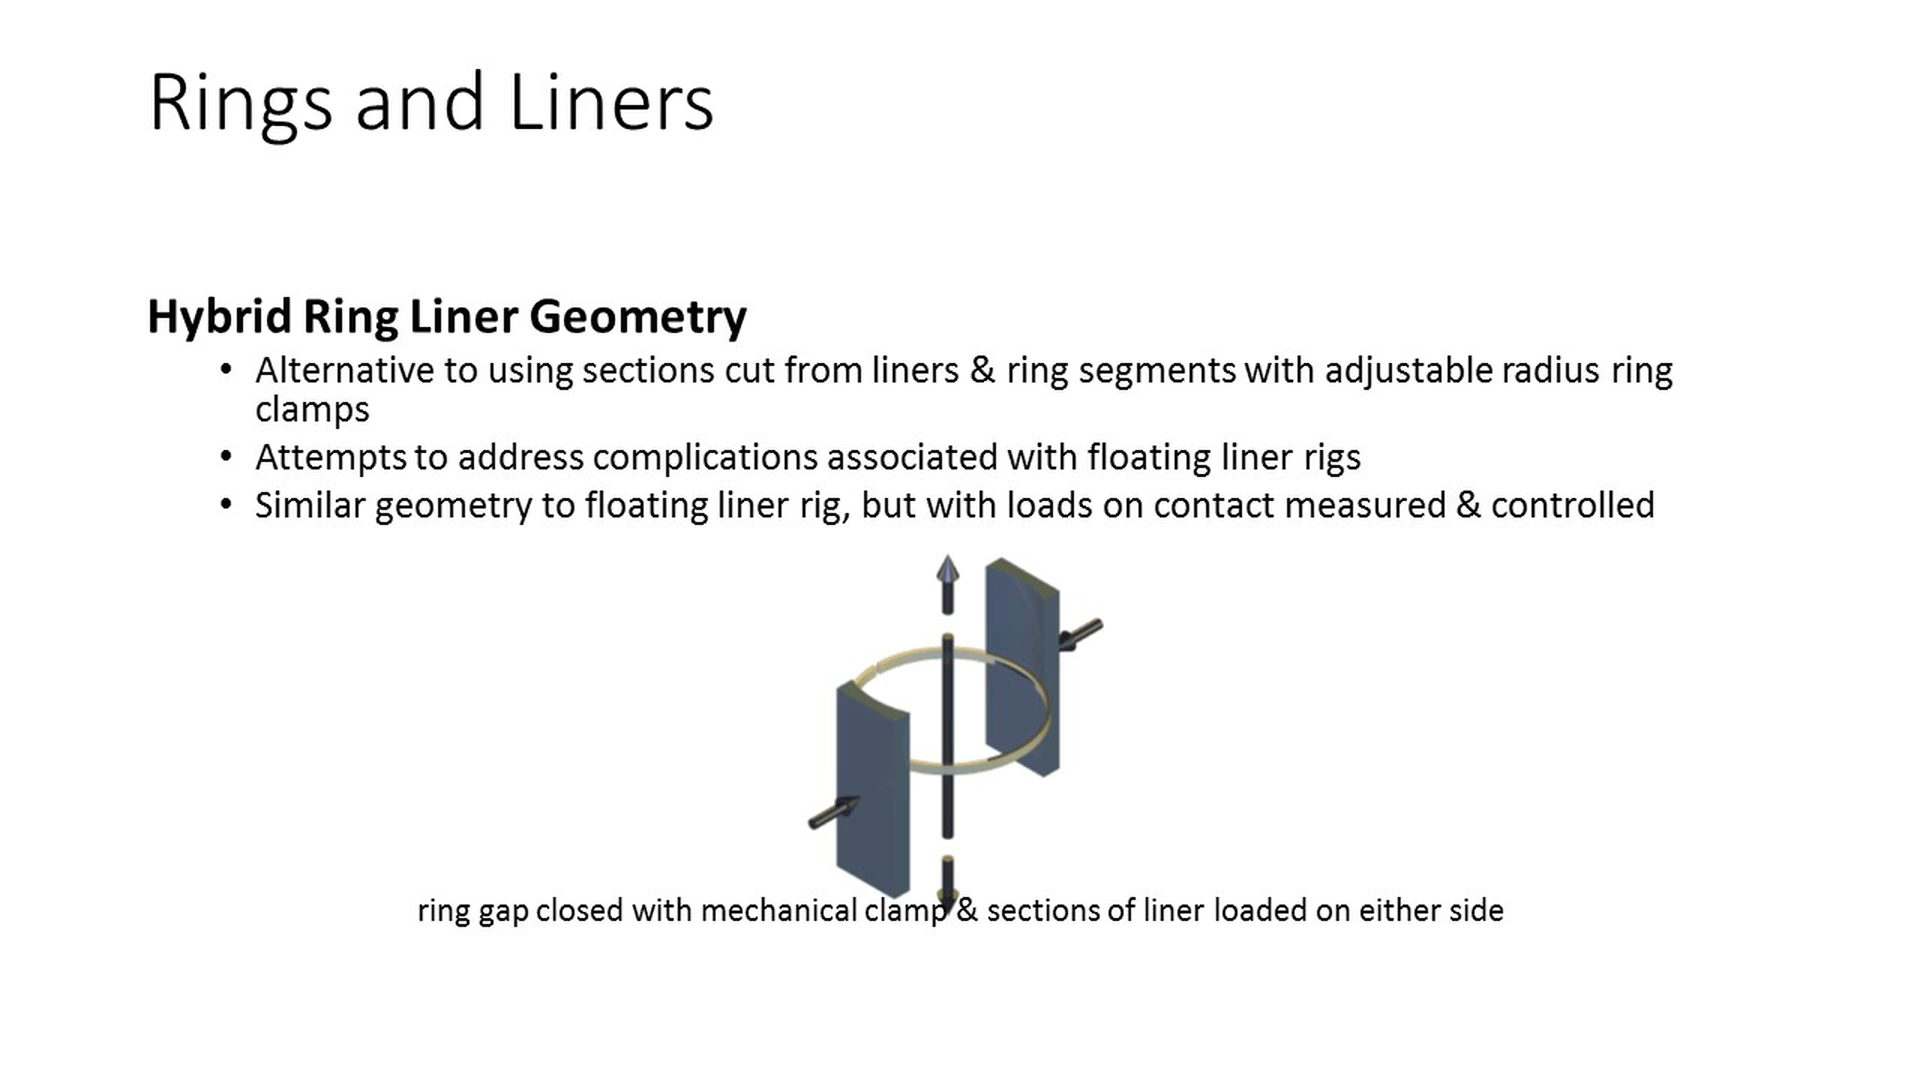 Rings and Liners
Hybrid Ring Liner Geometry
• Alternative to using sections cut from liners & ring segments with adjustable radius ring
clamps
• Attempts to address complications associated with floating liner rigs
• Similar geometry to floating liner rig, but with loads on contact measured & controlled
ring gap closed with mechanical clamp & sections of liner loaded on either side